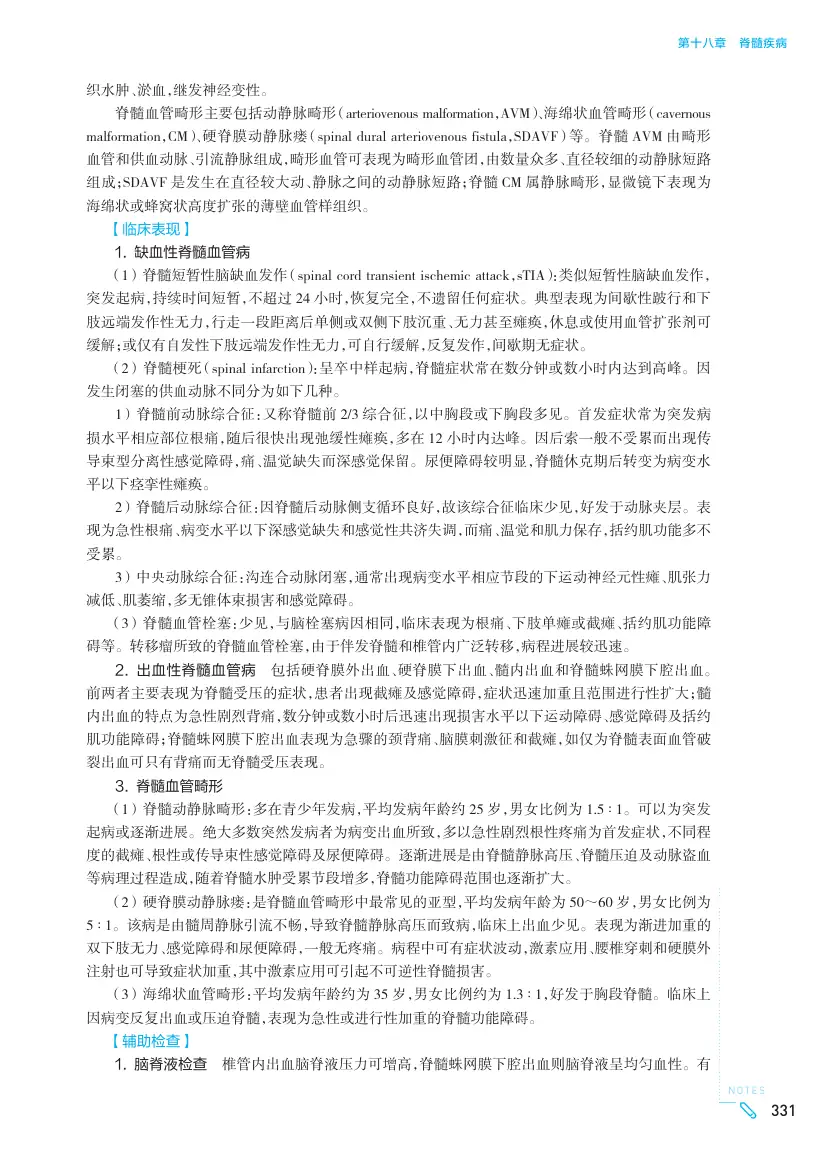 第十八章 脊髓疾病
织水肿、淤血,继发神经变性。
脊髓血管畸形主要包括动静脉畸形(arteriovenous malformation,AVM)、海绵状血管畸形(cavernous
malformation,CM)、硬脊膜动静脉瘘(spinal dural arteriovenous fistula,SDAVF)等。脊髓 AVM 由畸形
血管和供血动脉、引流静脉组成,畸形血管可表现为畸形血管团,由数量众多、直径较细的动静脉短路
组成;SDAVF 是发生在直径较大动、静脉之间的动静脉短路;脊髓 CM 属静脉畸形,显微镜下表现为
海绵状或蜂窝状高度扩张的薄壁血管样组织。
【临床表现】
1. 缺血性脊髓血管病
(1)脊髓短暂性脑缺血发作(spinal cord transient ischemic attack,sTIA):类似短暂性脑缺血发作,
突发起病,持续时间短暂,不超过 24 小时,恢复完全,不遗留任何症状。典型表现为间歇性跛行和下
肢远端发作性无力,行走一段距离后单侧或双侧下肢沉重、无力甚至瘫痪,休息或使用血管扩张剂可
缓解;或仅有自发性下肢远端发作性无力,可自行缓解,反复发作,间歇期无症状。
(2)脊髓梗死(spinal infarction):呈卒中样起病,脊髓症状常在数分钟或数小时内达到高峰。因
发生闭塞的供血动脉不同分为如下几种。
1)脊髓前动脉综合征:又称脊髓前 2/3 综合征,以中胸段或下胸段多见。首发症状常为突发病
损水平相应部位根痛,随后很快出现弛缓性瘫痪,多在 12 小时内达峰。因后索一般不受累而出现传
导束型分离性感觉障碍,痛、温觉缺失而深感觉保留。尿便障碍较明显,脊髓休克期后转变为病变水
平以下痉挛性瘫痪。
2)脊髓后动脉综合征:因脊髓后动脉侧支循环良好,故该综合征临床少见,好发于动脉夹层。表
现为急性根痛、病变水平以下深感觉缺失和感觉性共济失调,而痛、温觉和肌力保存,括约肌功能多不
受累。
3)中央动脉综合征:沟连合动脉闭塞,通常出现病变水平相应节段的下运动神经元性瘫、肌张力
减低、肌萎缩,多无锥体束损害和感觉障碍。
(3)脊髓血管栓塞:少见,与脑栓塞病因相同,临床表现为根痛、下肢单瘫或截瘫、括约肌功能障
碍等。转移瘤所致的脊髓血管栓塞,由于伴发脊髓和椎管内广泛转移,病程进展较迅速。
2. 出血性脊髓血管病 包括硬脊膜外出血、硬脊膜下出血、髓内出血和脊髓蛛网膜下腔出血。
前两者主要表现为脊髓受压的症状,患者出现截瘫及感觉障碍,症状迅速加重且范围进行性扩大;髓
内出血的特点为急性剧烈背痛,数分钟或数小时后迅速出现损害水平以下运动障碍、感觉障碍及括约
肌功能障碍;脊髓蛛网膜下腔出血表现为急骤的颈背痛、脑膜刺激征和截瘫,如仅为脊髓表面血管破
裂出血可只有背痛而无脊髓受压表现。
3. 脊髓血管畸形
(1)脊髓动静脉畸形:多在青少年发病,平均发病年龄约 25 岁,男女比例为 1.5∶1。可以为突发
起病或逐渐进展。绝大多数突然发病者为病变出血所致,多以急性剧烈根性疼痛为首发症状,不同程
度的截瘫、根性或传导束性感觉障碍及尿便障碍。逐渐进展是由脊髓静脉高压、脊髓压迫及动脉盗血
等病理过程造成,随着脊髓水肿受累节段增多,脊髓功能障碍范围也逐渐扩大。
(2)硬脊膜动静脉瘘:是脊髓血管畸形中最常见的亚型,平均发病年龄为 50~60 岁,男女比例为
5∶1。该病是由髓周静脉引流不畅,导致脊髓静脉高压而致病,临床上出血少见。表现为渐进加重的
双下肢无力、感觉障碍和尿便障碍,一般无疼痛。病程中可有症状波动,激素应用、腰椎穿刺和硬膜外
注射也可导致症状加重,其中激素应用可引起不可逆性脊髓损害。
(3)海绵状血管畸形:平均发病年龄约为 35 岁,男女比例约为 1.3∶1,好发于胸段脊髓。临床上
因病变反复出血或压迫脊髓,表现为急性或进行性加重的脊髓功能障碍。
【辅助检查】
1. 脑脊液检查 椎管内出血脑脊液压力可增高,脊髓蛛网膜下腔出血则脑脊液呈均匀血性。有
NOTES
331